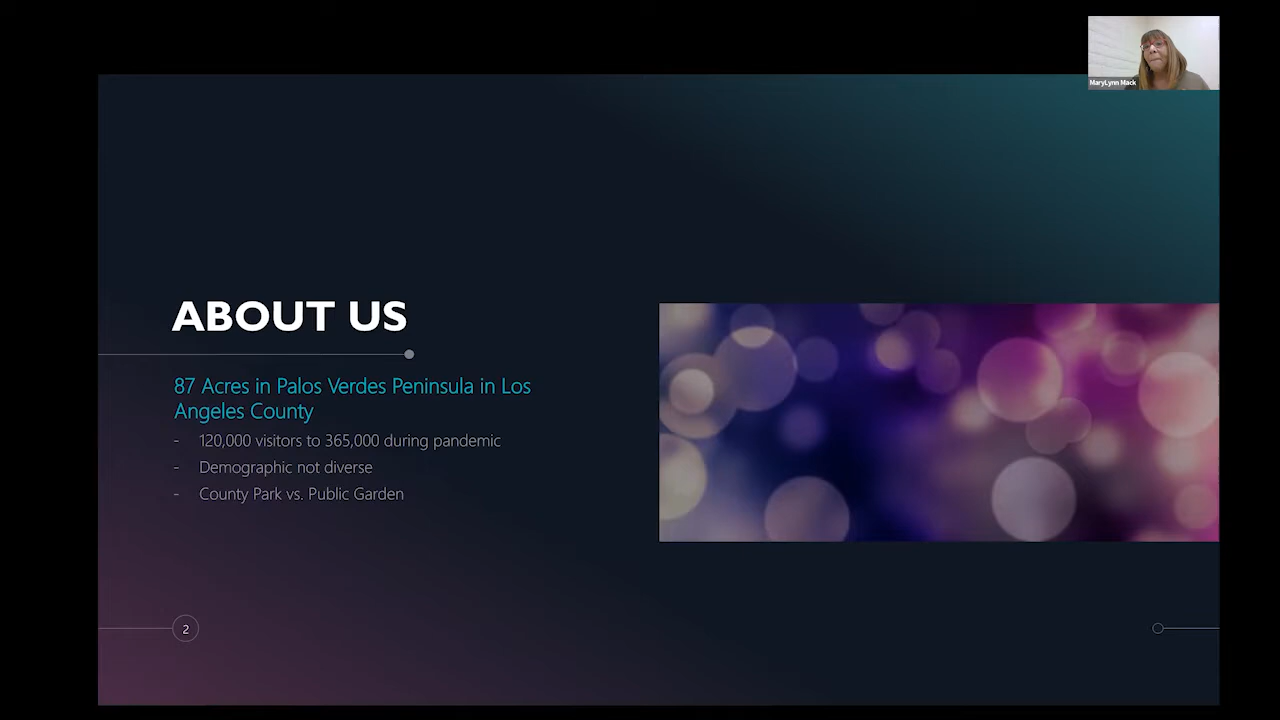 MaryLynn Mack
ABOUT US
87 Acres in Palos Verdes Peninsula in Los
Angeles County
- 120,000 visitors to 365,000 during pandemic
- Demographic not diverse
- County Park vs. Public Garden
2